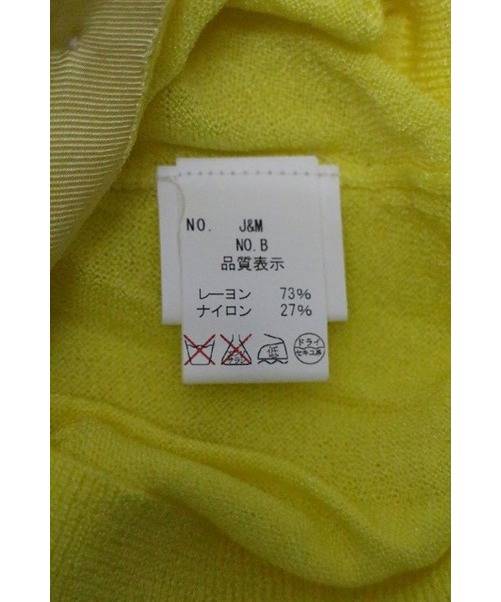 NO. J&M
NO.B
品質表示
レーヨン 73%
ナイロン 27%
低 ドライ
セキユ系